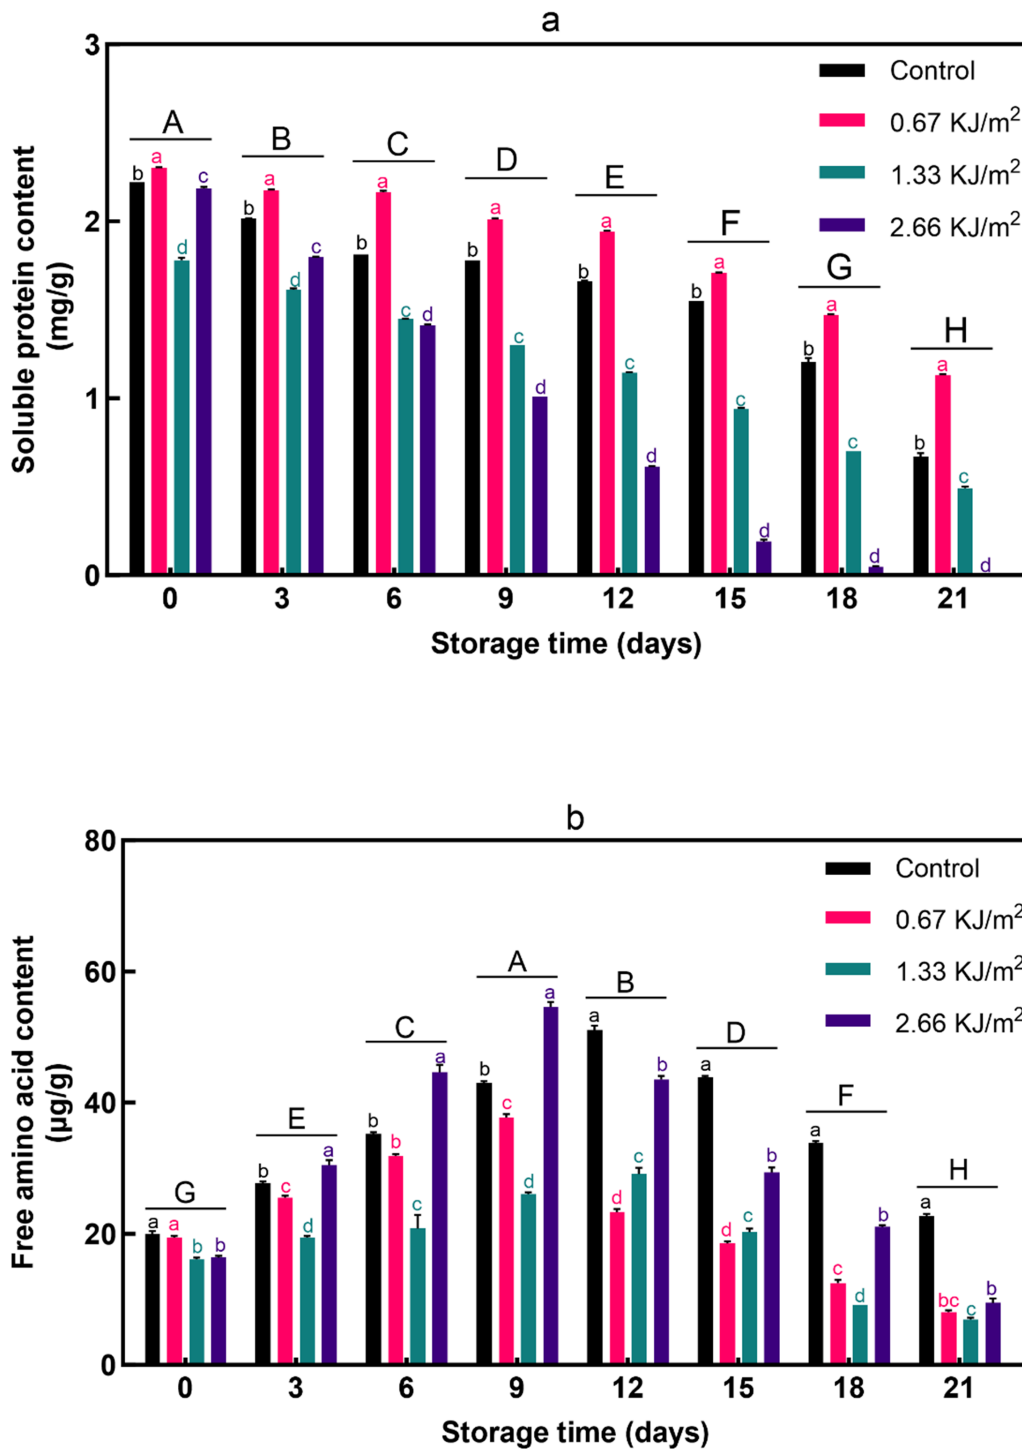 a
Soluble protein content
(mg/g)
3
2
1
0
Control
0.67 KJ/m²
1.33 KJ/m²
2.66 KJ/m²
A
B
C
D
E
F
G
H
b a d c
b a d c
b a c d
b a c d
b a c d
b a c d
b a c d
b a c d
0 3 6 9 12 15 18 21
Storage time (days)
b
Free amino acid content
(µg/g)
80
60
40
20
0
Control
0.67 KJ/m²
1.33 KJ/m²
2.66 KJ/m²
G
E
C
A
B
D
F
H
a a b b
b c d a
b b c a
b c d a
a d c b
a d c b
a c d b
a bc c b
0 3 6 9 12 15 18 21
Storage time (days)